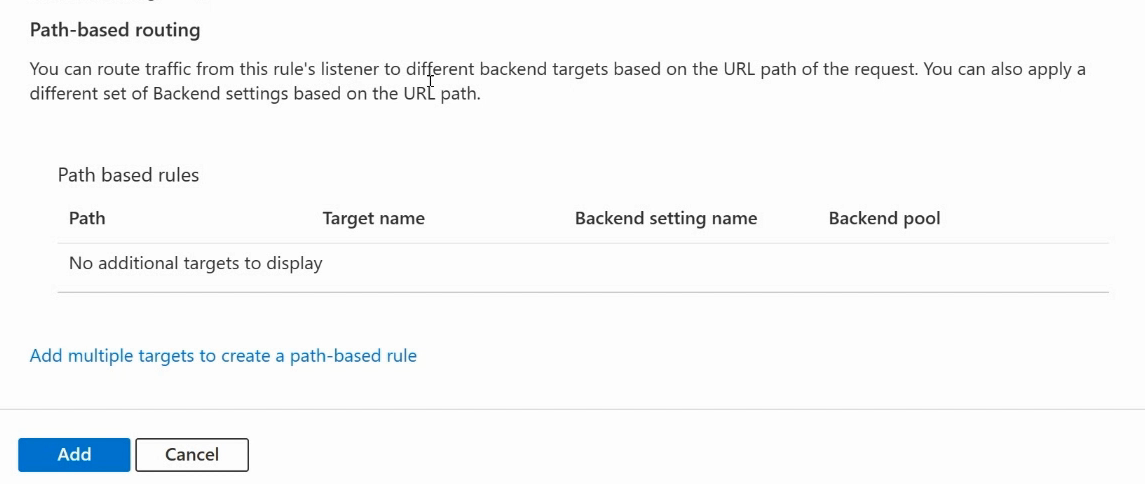 Path-based routing
You can route traffic from this rule's listener to different backend targets based on the URL path of the request. You can also apply a
different set of Backend settings based on the URL path.
Path based rules
Path Target name Backend setting name Backend pool
No additional targets to display
Add multiple targets to create a path-based rule
Add Cancel